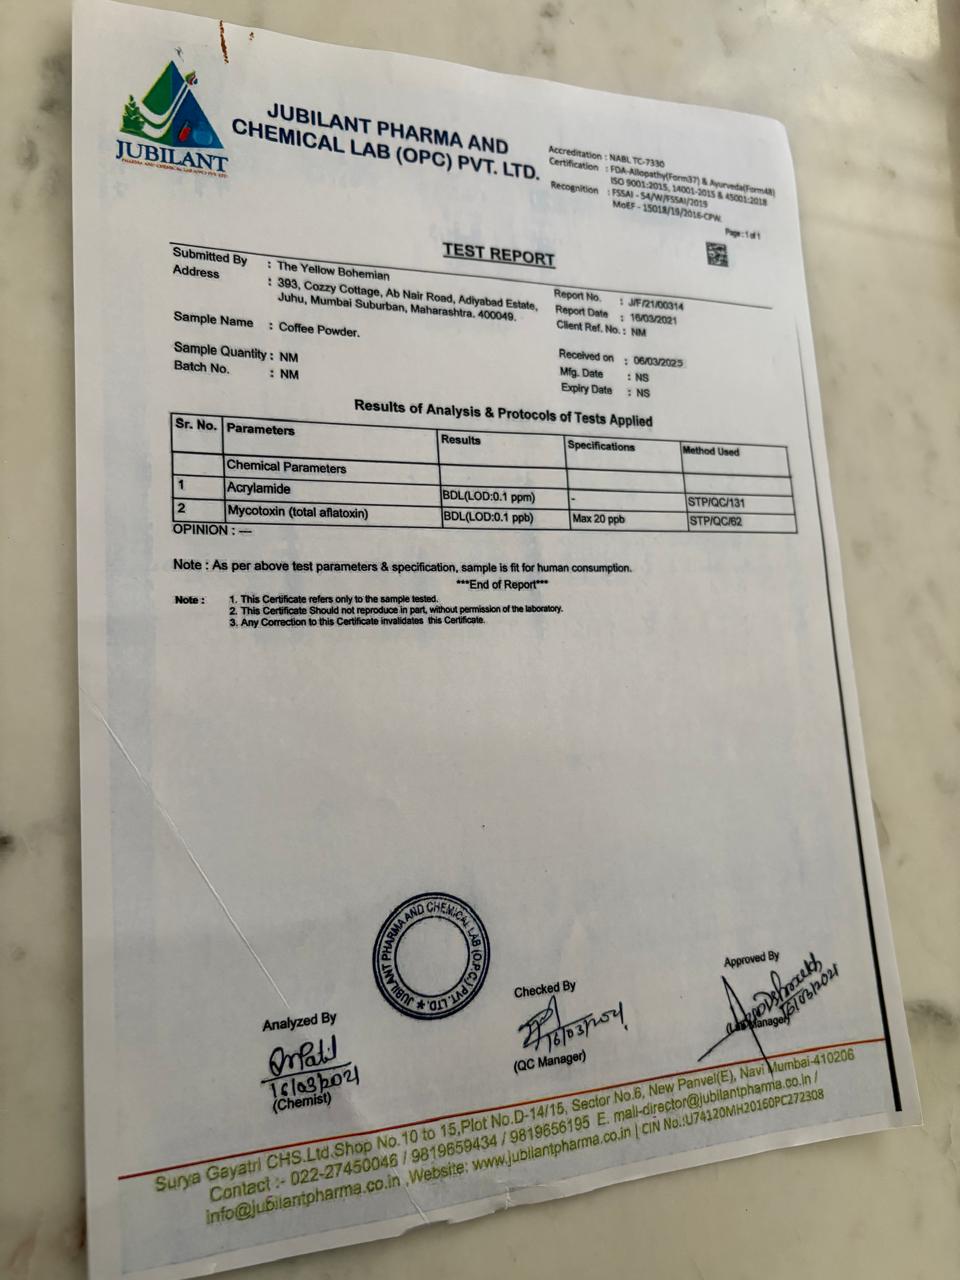 JUBILANT
PHARMA AND CHEMICAL LAB (OPC) PVT. LTD.
JUBILANT PHARMA AND
CHEMICAL LAB (OPC) PVT. LTD.
Accreditation : NABL TC-7330
Certification : FDA-Allopathy(Form37) & Ayurveda(Form48)
ISO 9001:2015, 14001-2015 & 45001:2018
Recognition : FSSAI - 54/W/FSSAI/2019
MoEF - 15018/19/2016-CPW.
Page : 1 of 1
TEST REPORT
Submitted By : The Yellow Bohemian
Address : 393, Cozzy Cottage, Ab Nair Road, Adiyabad Estate,
Juhu, Mumbai Suburban, Maharashtra. 400049.
Report No. : J/F/21/00314
Report Date : 16/03/2021
Client Ref. No. : NM
Sample Name : Coffee Powder.
Sample Quantity : NM
Batch No. : NM
Received on : 06/03/2025
Mfg. Date : NS
Expiry Date : NS
Results of Analysis & Protocols of Tests Applied
Sr. No. Parameters Results Specifications Method Used
Chemical Parameters
1 Acrylamide BDL(LOD:0.1 ppm) - STP/QC/131
2 Mycotoxin (total aflatoxin) BDL(LOD:0.1 ppb) Max 20 ppb STP/QC/62
OPINION : —
Note : As per above test parameters & specification, sample is fit for human consumption.
***End of Report***
Note : 1. This Certificate refers only to the sample tested.
2. This Certificate Should not reproduce in part, without permission of the laboratory.
3. Any Correction to this Certificate invalidates this Certificate.
JUBILANT PHARMA AND CHEMICAL LAB (O.P.C.) PVT. LTD. ★
Analyzed By
16/03/2021
(Chemist)
Checked By
16/03/2021
(QC Manager)
Approved By
16/03/2021
Manager)
Surya Gayatri CHS.Ltd.Shop No.10 to 15,Plot No.D-14/15, Sector No.6, New Panvel(E), Navi Mumbai-410206
Contact :- 022-27450046 / 9819659434 / 9819656195 E. mail-director@jubilantpharma.co.in /
info@jubilantpharma.co.in ,Website: www.jubilantpharma.co.in | CIN No.:U74120MH20160PC272308